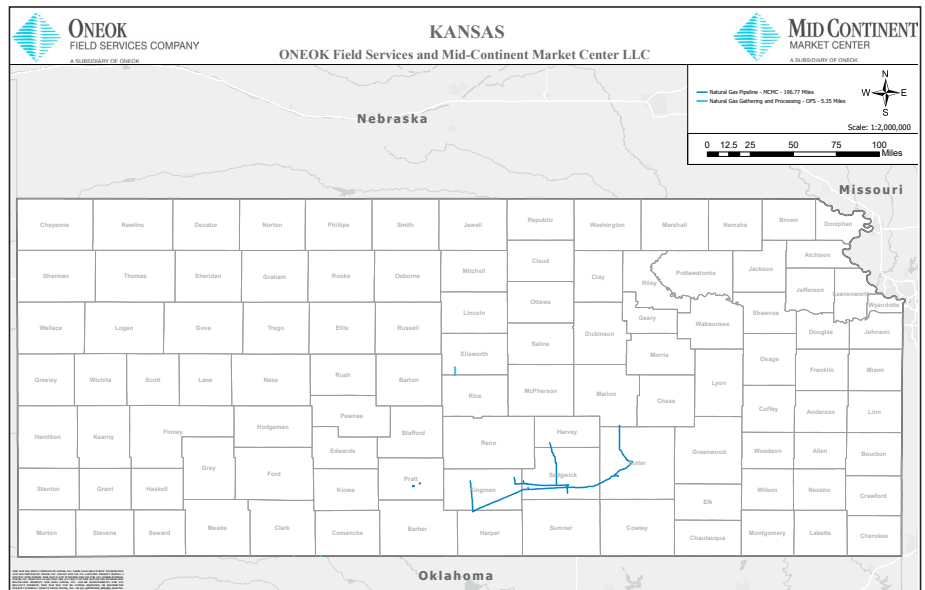 ONEOK
FIELD SERVICES COMPANY
A SUBSIDIARY OF ONEOK
KANSAS
ONEOK Field Services and Mid-Continent Market Center LLC
MID CONTINENT
MARKET CENTER
A SUBSIDIARY OF ONEOK
Natural Gas Pipeline - MCMC - 196.77 Miles
Natural Gas Gathering and Processing - OFS - 5.35 Miles
N
W E
S
Scale: 1:2,000,000
0 12.5 25 50 75 100
Miles
Nebraska
Missouri
Cheyenne Rawlins Decatur Norton Phillips Smith Jewell Republic Washington Marshall Nemaha Brown Doniphan
Sherman Thomas Sheridan Graham Rooks Osborne Mitchell Cloud Clay Riley Pottawatomie Jackson Atchison
Jefferson Leavenworth Wyandotte
Wallace Logan Gove Trego Ellis Russell Lincoln Ottawa Geary Wabaunsee Shawnee Douglas Johnson
Saline Dickinson Morris
Greeley Wichita Scott Lane Ness Rush Barton Ellsworth Osage Franklin Miami
Rice McPherson Marion Chase Lyon
Hamilton Kearny Finney Hodgeman Pawnee Stafford Reno Harvey Coffey Anderson Linn
Gray Ford Edwards Sedgwick Butler Greenwood Woodson Allen Bourbon
Stanton Grant Haskell Kiowa Pratt Kingman Elk Wilson Neosho Crawford
Morton Stevens Seward Meade Clark Comanche Barber Harper Sumner Cowley Chautauqua Montgomery Labette Cherokee
Oklahoma